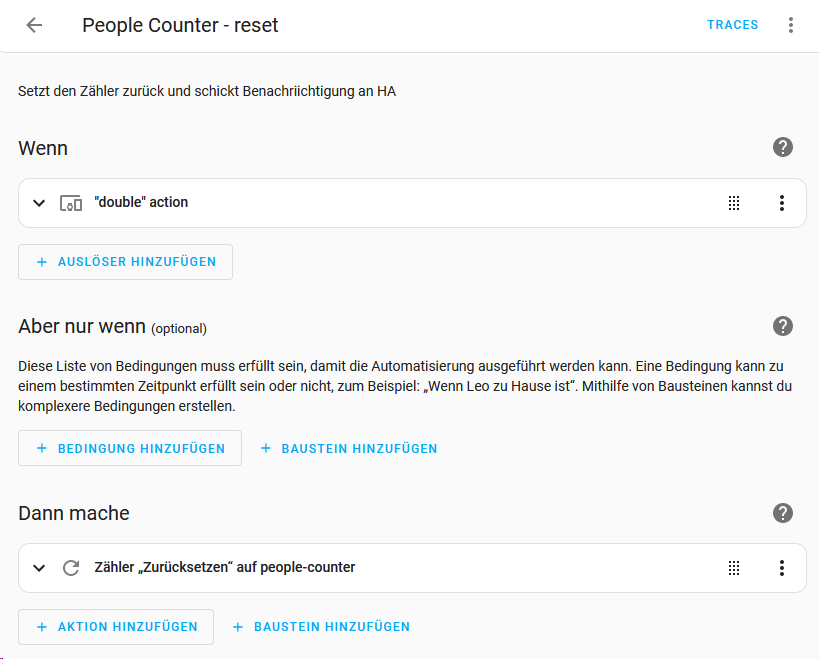 People Counter - reset
TRACES
Setzt den Zähler zurück und schickt Benachriichtigung an HA
Wenn
"double" action
+ AUSLÖSER HINZUFÜGEN
Aber nur wenn (optional)
Diese Liste von Bedingungen muss erfüllt sein, damit die Automatisierung ausgeführt werden kann. Eine Bedingung kann zu
einem bestimmten Zeitpunkt erfüllt sein oder nicht, zum Beispiel: „Wenn Leo zu Hause ist“. Mithilfe von Bausteinen kannst du
komplexere Bedingungen erstellen.
+ BEDINGUNG HINZUFÜGEN + BAUSTEIN HINZUFÜGEN
Dann mache
Zähler „Zurücksetzen“ auf people-counter
+ AKTION HINZUFÜGEN + BAUSTEIN HINZUFÜGEN